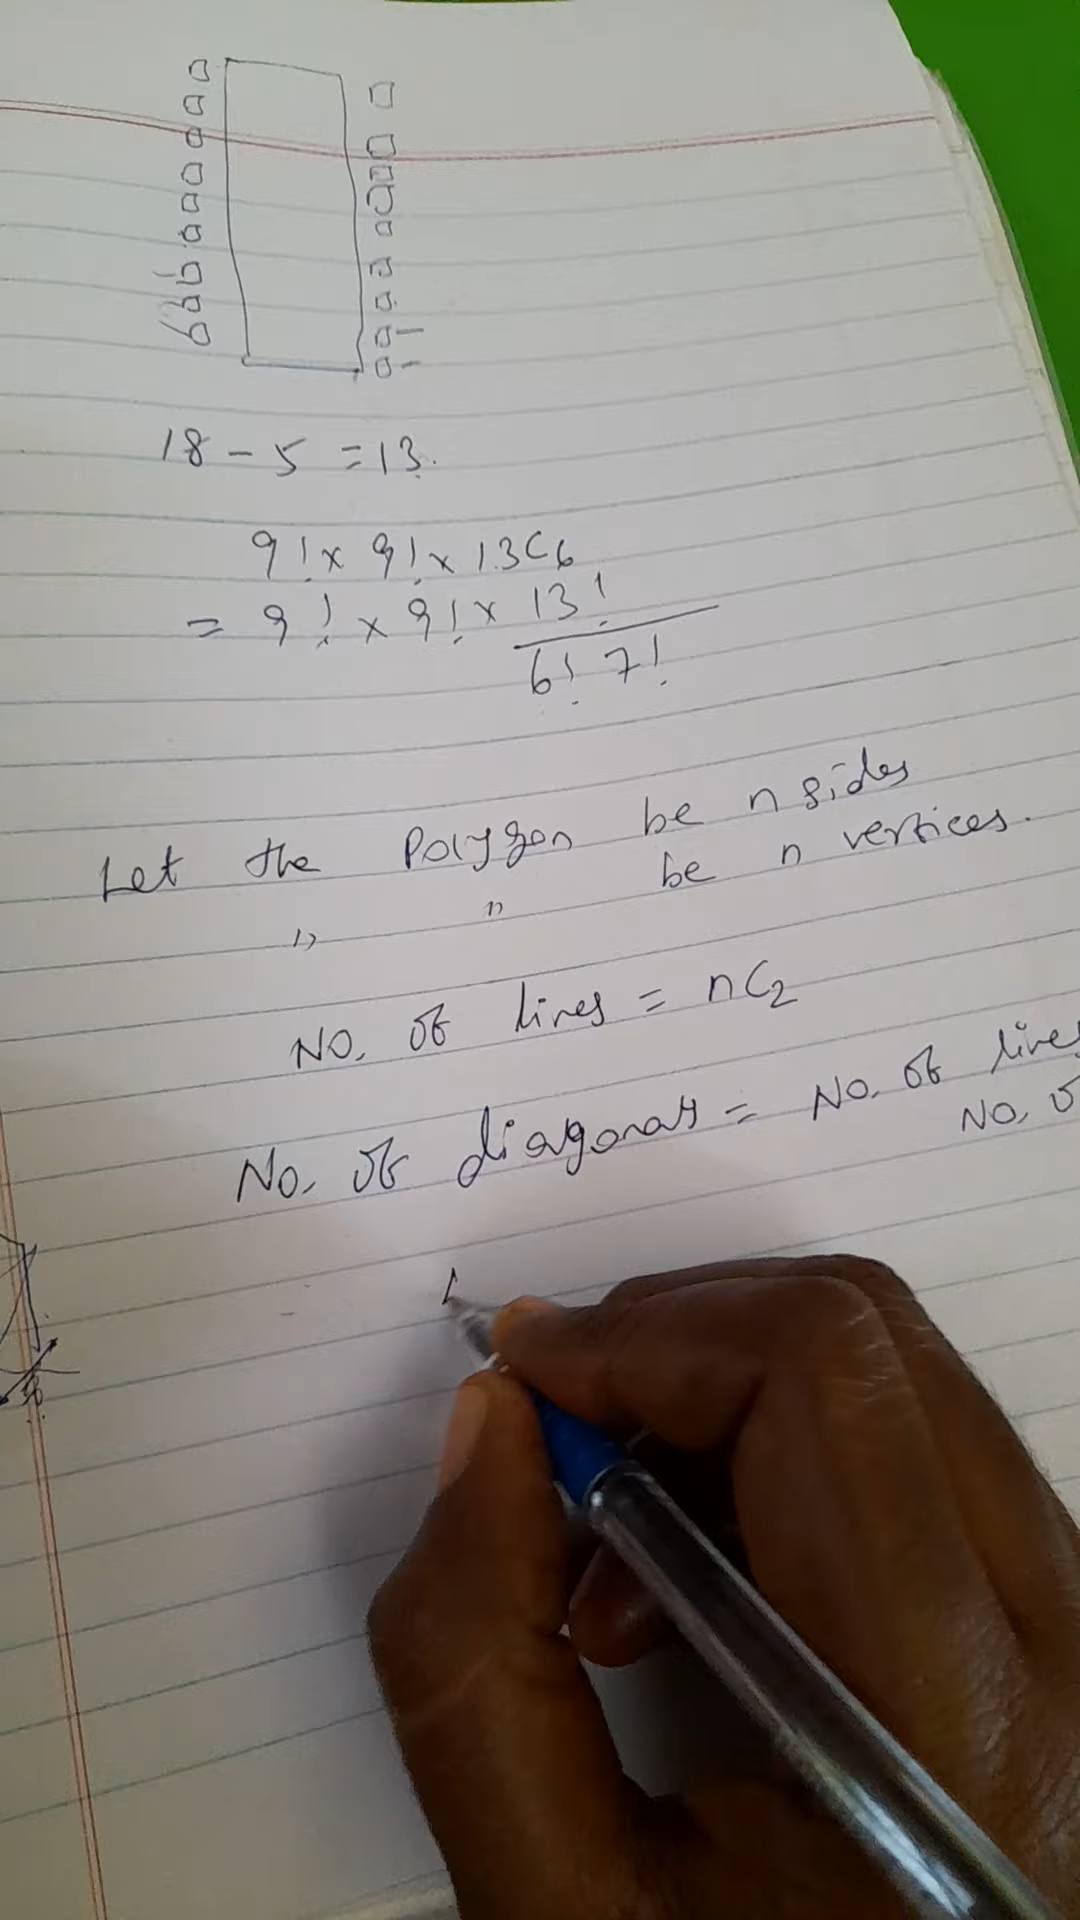 18 - 5 = 13.
9! x 9! x 13C6
= 9! x 9! x 13!
6! 7!
Let the Polygon be n sides
,, " be n vertices.
No. of lines = nC2
No. of diagonals = No. of lines
No. o